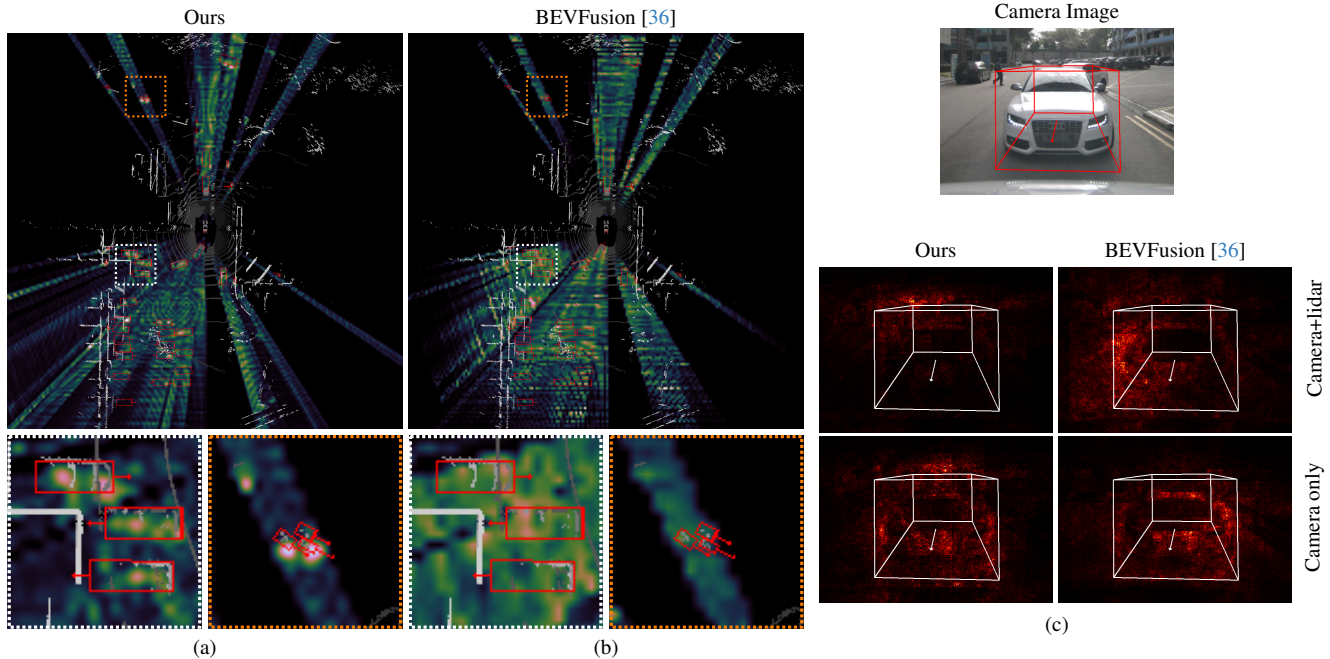 Ours
BEVFusion [36]
(a)
(b)
Camera Image
Ours
BEVFusion [36]
Camera+lidar
Camera only
(c)